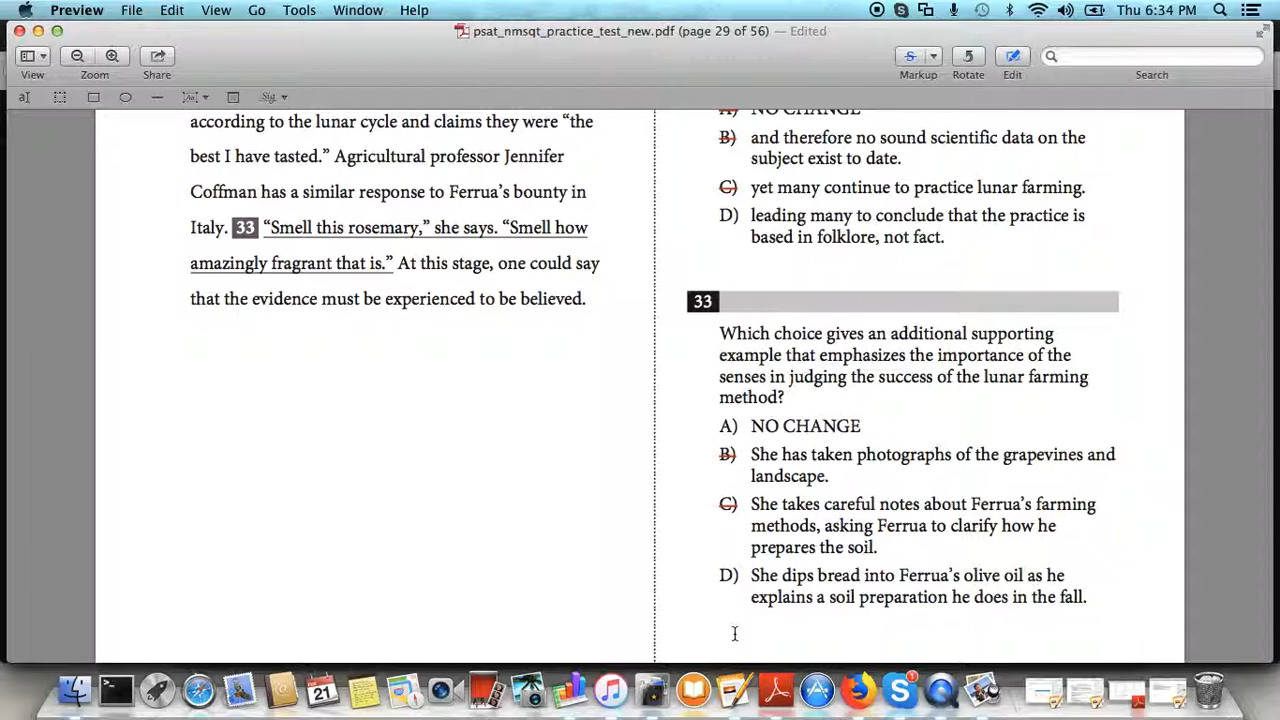 Preview File Edit View Go Tools Window Help Thu 6:34 PM
psat_nmsqt_practice_test_new.pdf (page 29 of 56) — Edited
View Zoom Share Markup Rotate Edit Search
according to the lunar cycle and claims they were “the
best I have tasted.” Agricultural professor Jennifer
Coffman has a similar response to Ferrua’s bounty in
Italy. 33 “Smell this rosemary,” she says. “Smell how
amazingly fragrant that is.” At this stage, one could say
that the evidence must be experienced to be believed.
A) NO CHANGE
B) and therefore no sound scientific data on the
subject exist to date.
C) yet many continue to practice lunar farming.
D) leading many to conclude that the practice is
based in folklore, not fact.
33
Which choice gives an additional supporting
example that emphasizes the importance of the
senses in judging the success of the lunar farming
method?
A) NO CHANGE
B) She has taken photographs of the grapevines and
landscape.
C) She takes careful notes about Ferrua’s farming
methods, asking Ferrua to clarify how he
prepares the soil.
D) She dips bread into Ferrua’s olive oil as he
explains a soil preparation he does in the fall.
21